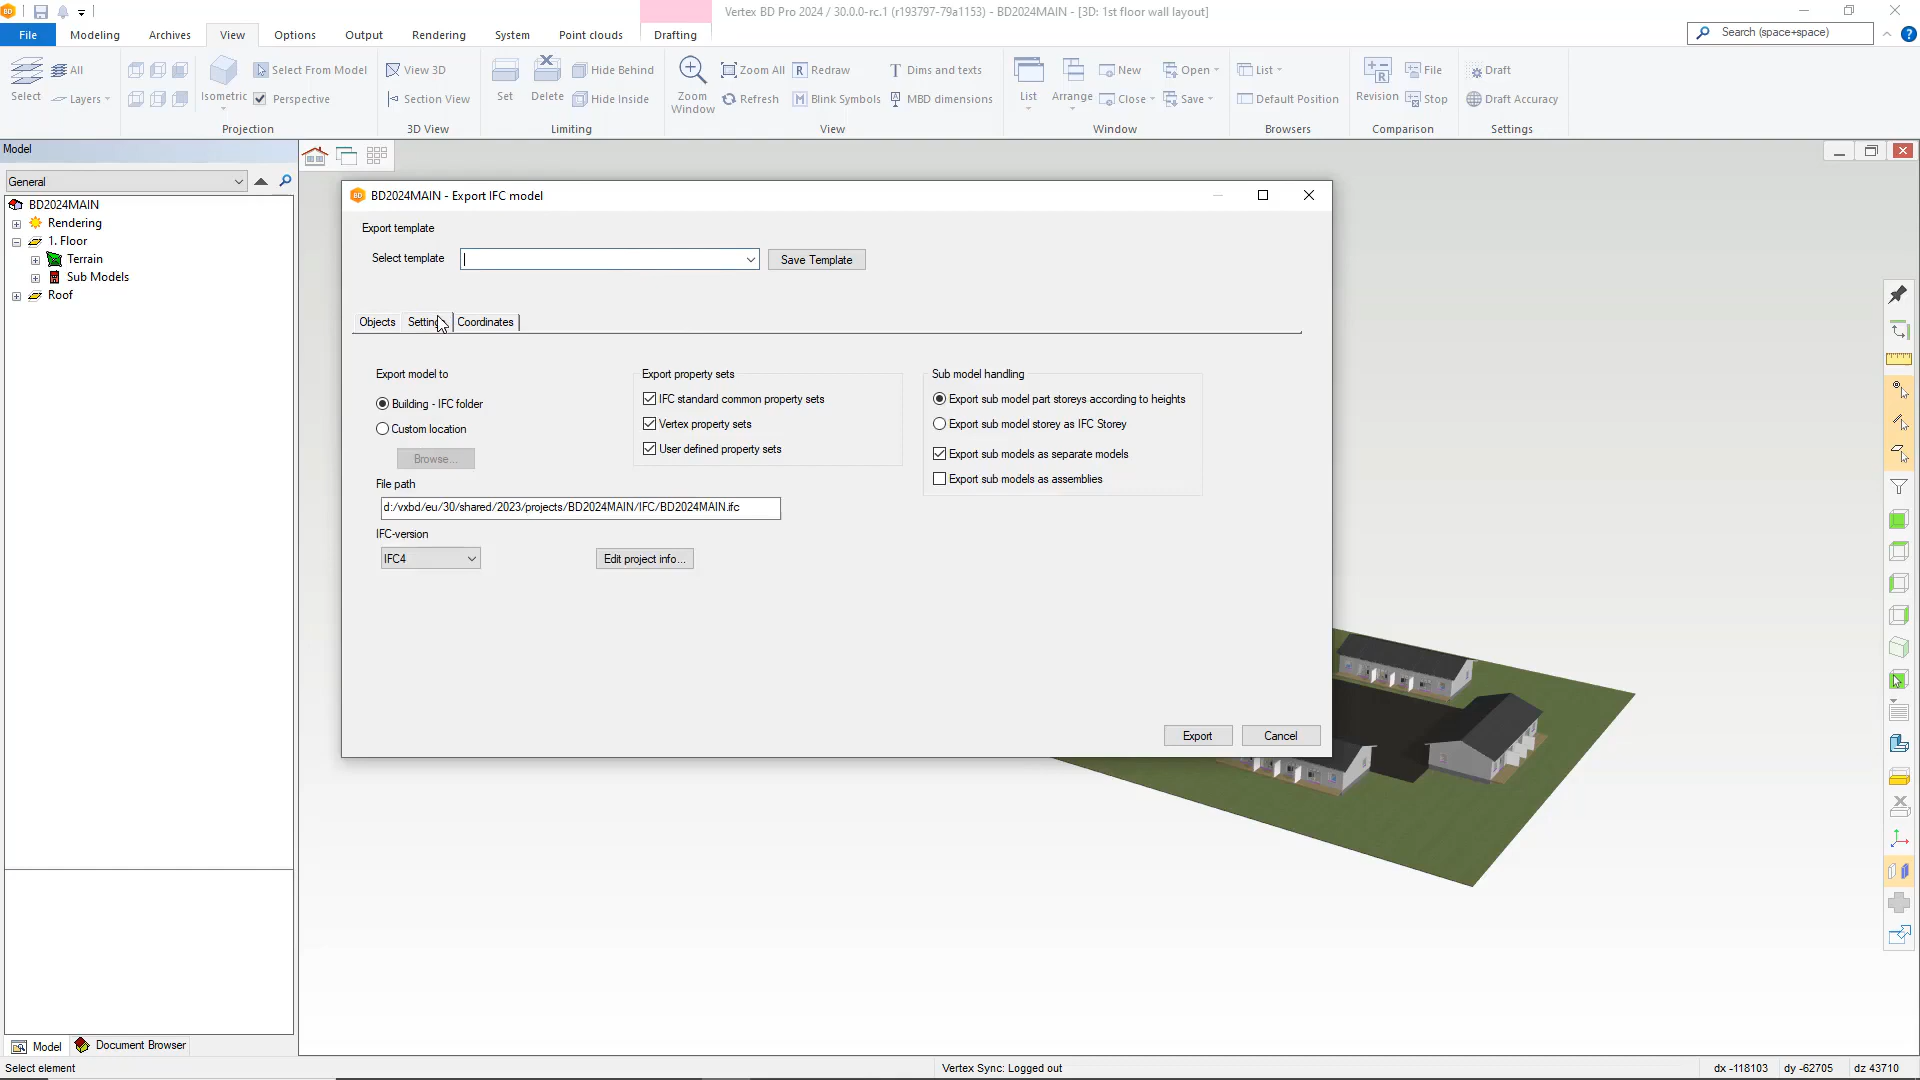 Vertex BD Pro 2024 / 30.0.0-rc.1 (r193797-79a1153) - BD2024MAIN - [3D: 1st floor wall layout]
File Modeling Archives View Options Output Rendering System Point clouds Drafting Search (space+space)
All Select From Model View 3D Hide Behind Zoom All Redraw Dims and texts New Open List File Draft
Select Layers Isometric Perspective Section View Set Delete Hide Inside Zoom Window Refresh Blink Symbols MBD dimensions List Arrange Close Save Default Position Revision Stop Draft Accuracy
Projection 3D View Limiting View Window Browsers Comparison Settings
Model
General
BD2024MAIN
Rendering
1. Floor
Terrain
Sub Models
Roof
BD2024MAIN - Export IFC model
Export template
Select template Save Template
Objects Settin Coordinates
Export model to Export property sets Sub model handling
Building - IFC folder IFC standard common property sets Export sub model part storeys according to heights
Custom location Vertex property sets Export sub model storey as IFC Storey
Browse... User defined property sets Export sub models as separate models
File path Export sub models as assemblies
d:/vxbd/eu/30/shared/2023/projects/BD2024MAIN/IFC/BD2024MAIN.ifc
IFC-version
IFC4 Edit project info...
Export Cancel
Model Document Browser
Select element Vertex Sync: Logged out dx -118103 dy -62705 dz 43710